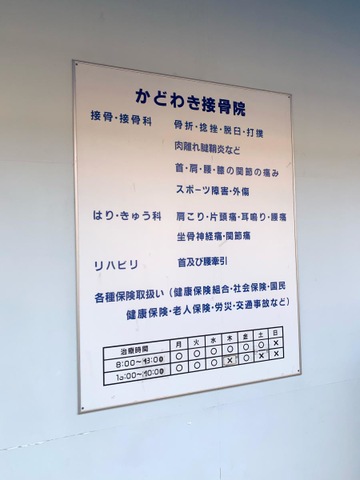 かどわき接骨院
接骨・接骨科 骨折・捻挫・脱臼・打撲
肉離れ腱鞘炎など
首・肩・腰・膝の関節の痛み
スポーツ障害・外傷
はり・きゅう科 肩こり・片頭痛・耳鳴り・腰痛
坐骨神経痛・関節痛
リハビリ 首及び腰牽引
各種保険取扱い（健康保険組合・社会保険・国民
健康保険・老人保険・労災・交通事故など）
治療時間 月 火 水 木 金 土 日
8:00〜 ○ ○ ○ ○ ○ ○ ×
○ ○ ○ × ○ × ×